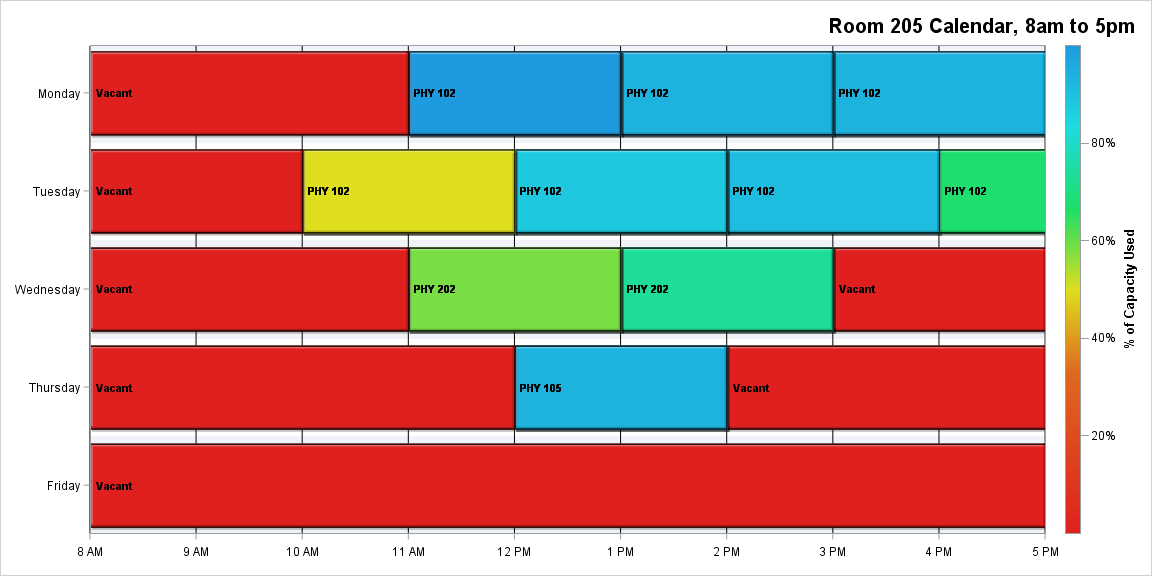 Room 205 Calendar, 8am to 5pm
Monday
Vacant
PHY 102
PHY 102
PHY 102
Tuesday
Vacant
PHY 102
PHY 102
PHY 102
PHY 102
Wednesday
Vacant
PHY 202
PHY 202
Vacant
Thursday
Vacant
PHY 105
Vacant
Friday
Vacant
8 AM
9 AM
10 AM
11 AM
12 PM
1 PM
2 PM
3 PM
4 PM
5 PM
80%
60%
40%
20%
% of Capacity Used